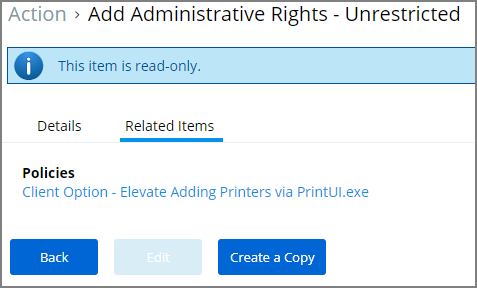 Action > Add Administrative Rights - Unrestricted
i This item is read-only.
Details Related Items
Policies
Client Option - Elevate Adding Printers via PrintUI.exe
Back Edit Create a Copy